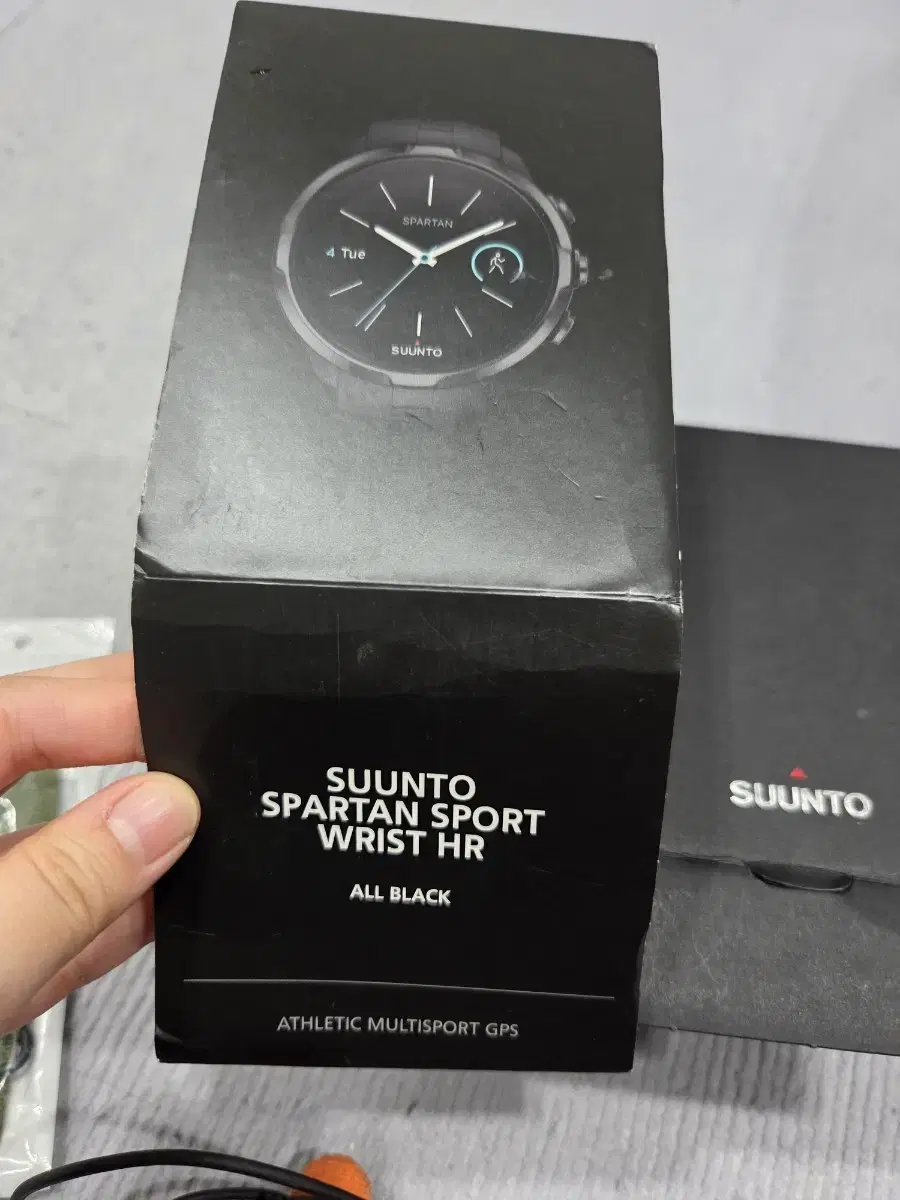 SPARTAN
4 Tue
SUUNTO
SUUNTO
SPARTAN SPORT
WRIST HR
ALL BLACK
ATHLETIC MULTISPORT GPS
SUUNTO